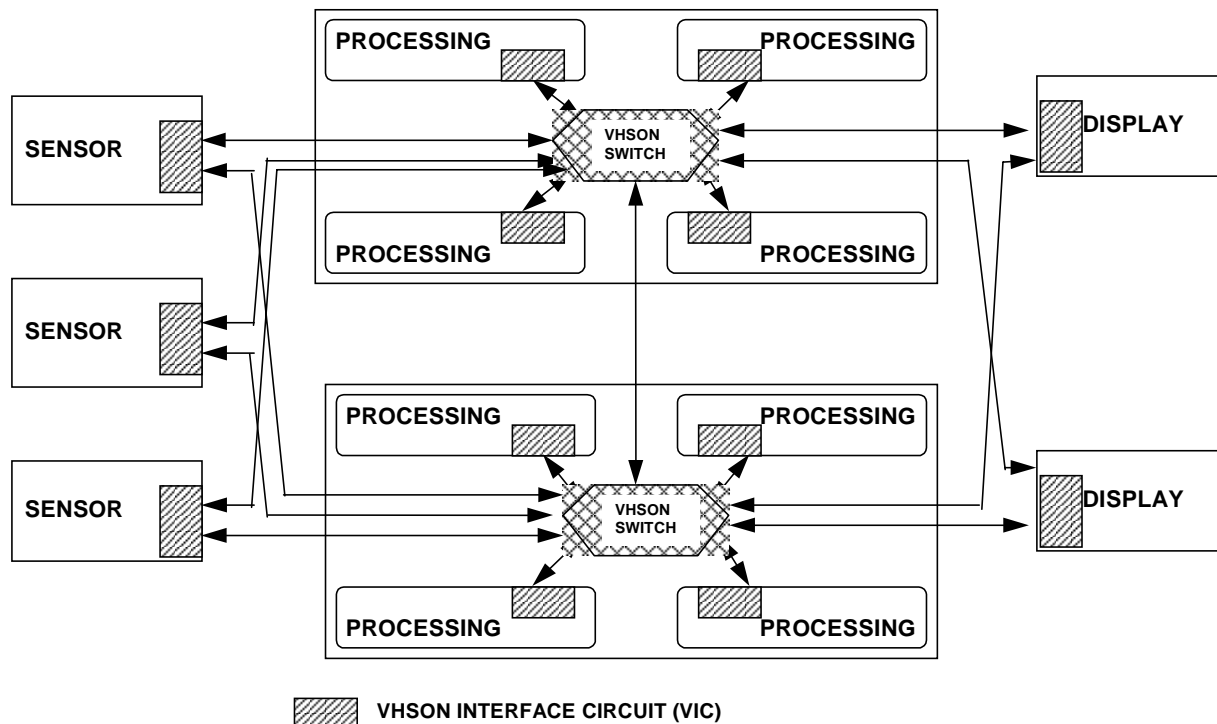 PROCESSING
PROCESSING
SENSOR
VHSON
SWITCH
DISPLAY
PROCESSING
PROCESSING
SENSOR
PROCESSING
PROCESSING
SENSOR
VHSON
SWITCH
DISPLAY
PROCESSING
PROCESSING
VHSON INTERFACE CIRCUIT (VIC)